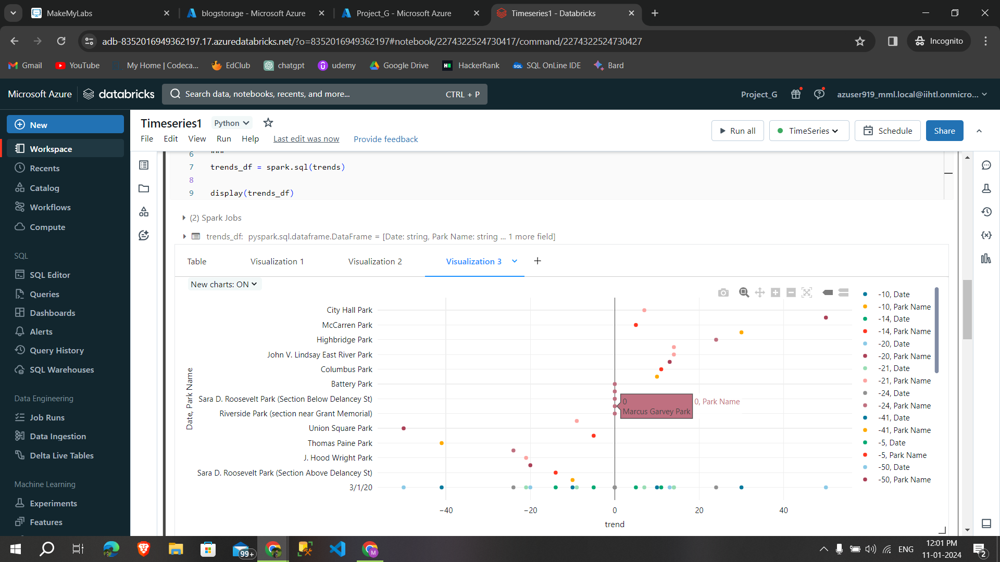 MakeMyLabs
blogstorage - Microsoft Azure
Project_G - Microsoft Azure
Timeseries1 - Databricks
adb-8352016949362197.17.azuredatabricks.net/?o=8352016949362197#notebook/2274322524730417/command/2274322524730427
Incognito
Gmail
YouTube
My Home | Codeca...
EdClub
chatgpt
udemy
Google Drive
HackerRank
SQL OnLine IDE
Bard
Microsoft Azure
databricks
Search data, notebooks, recents, and more...
CTRL + P
Project_G
azuser919_mml.local@iihtl.onmicro...
New
Workspace
Recents
Catalog
Workflows
Compute
SQL
SQL Editor
Queries
Dashboards
Alerts
Query History
SQL Warehouses
Data Engineering
Job Runs
Data Ingestion
Delta Live Tables
Machine Learning
Experiments
Features
Timeseries1
Python
File
Edit
View
Run
Help
Last edit was now
Provide feedback
Run all
TimeSeries
Schedule
Share
6 """
7 trends_df = spark.sql(trends)
8
9 display(trends_df)
(2) Spark Jobs
trends_df: pyspark.sql.dataframe.DataFrame = [Date: string, Park Name: string ... 1 more field]
Table
Visualization 1
Visualization 2
Visualization 3
New charts: ON
Date, Park Name
City Hall Park
McCarren Park
Highbridge Park
John V. Lindsay East River Park
Columbus Park
Battery Park
Sara D. Roosevelt Park (Section Below Delancey St)
Riverside Park (section near Grant Memorial)
Union Square Park
Thomas Paine Park
J. Hood Wright Park
Sara D. Roosevelt Park (Section Above Delancey St)
3/1/20
0
Marcus Garvey Park
0, Park Name
−40
−20
0
20
40
trend
-10, Date
-10, Park Name
-14, Date
-14, Park Name
-20, Date
-20, Park Name
-21, Date
-21, Park Name
-24, Date
-24, Park Name
-41, Date
-41, Park Name
-5, Date
-5, Park Name
-50, Date
-50, Park Name
99+
M
ENG
12:01 PM
11-01-2024
2